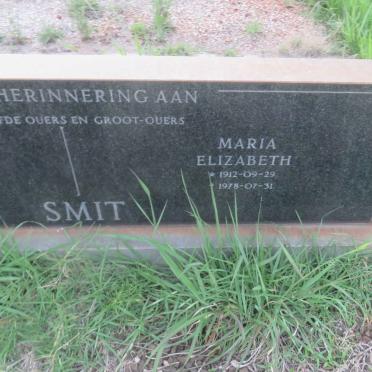 HERINNERING AAN
FDE OUERS EN GROOT-OUERS
SMIT
MARIA
ELIZABETH
* 1912-09-29
† 1978-07-31